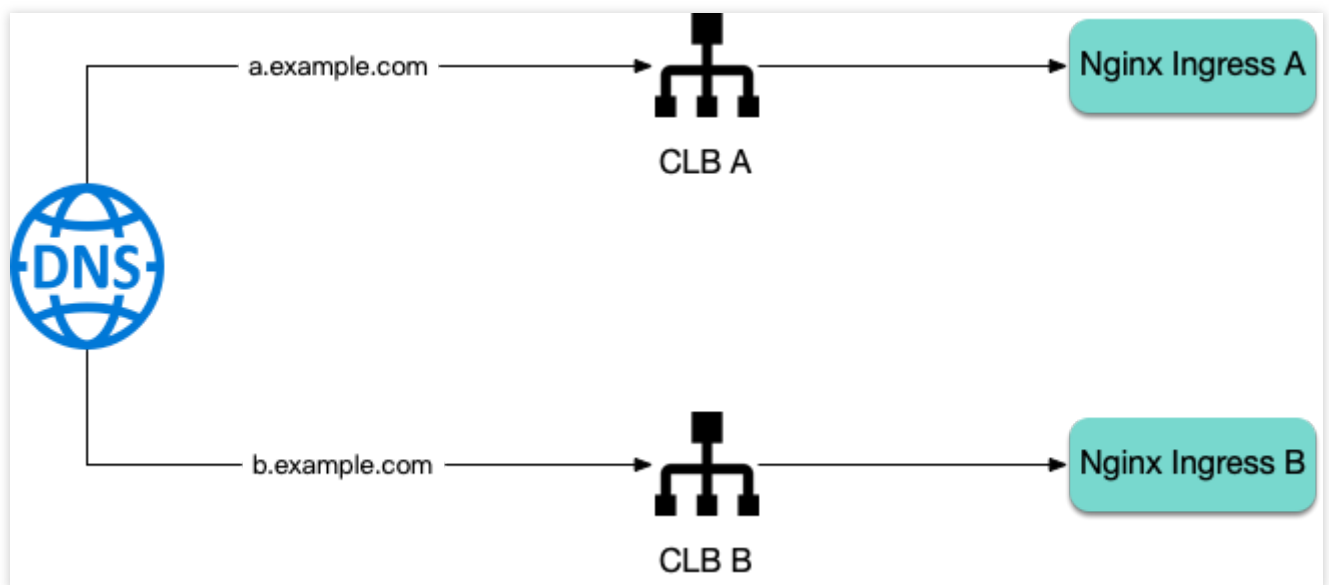 a.example.com
Nginx Ingress A
CLB A
DNS
b.example.com
Nginx Ingress B
CLB B